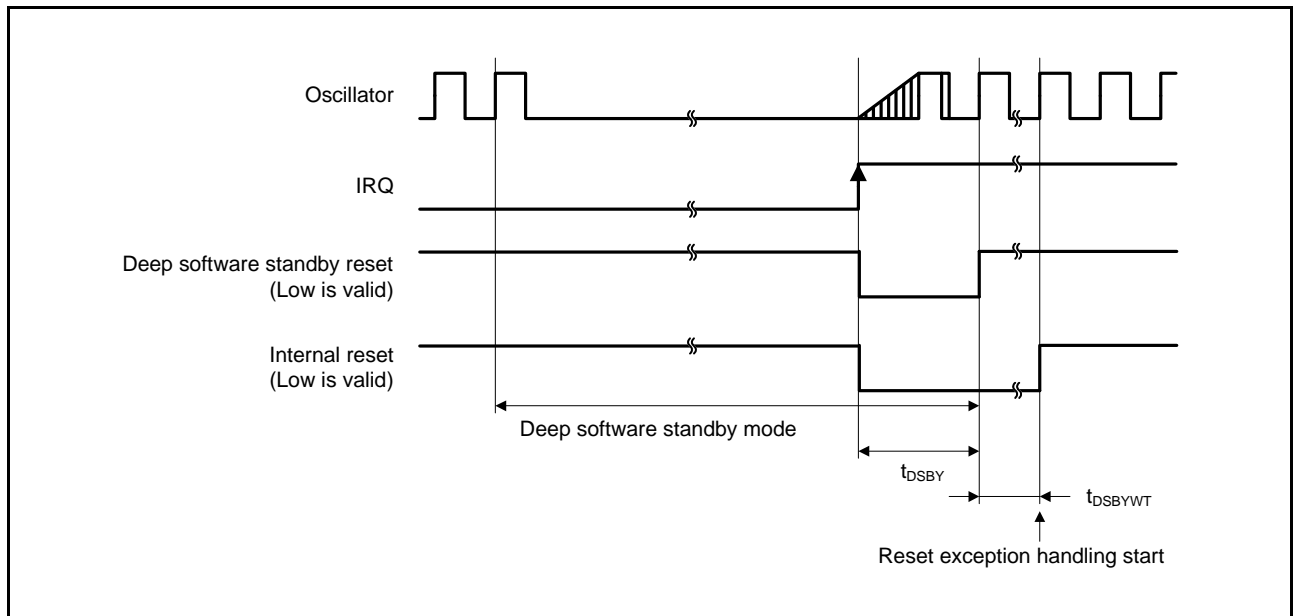 Oscillator
IRQ
Deep software standby reset
(Low is valid)
Internal reset
(Low is valid)
Deep software standby mode
tDSBY
tDSBYWT
Reset exception handling start